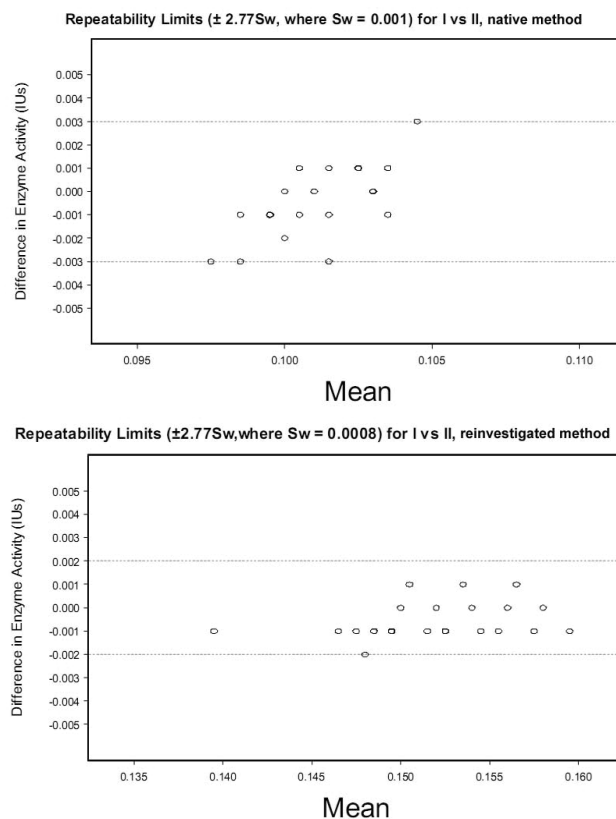 Repeatability Limits (± 2.77Sw, where Sw = 0.001) for I vs II, native method
Difference in Enzyme Activity (IUs)
0.005
0.004
0.003
0.002
0.001
0.000
-0.001
-0.002
-0.003
-0.004
-0.005
0.095 0.100 0.105 0.110
Mean
Repeatability Limits (±2.77Sw,where Sw = 0.0008) for I vs II, reinvestigated method
Difference in Enzyme Activity (IUs)
0.005
0.004
0.002
0.001
0.000
-0.001
-0.002
-0.003
-0.004
-0.005
0.135 0.140 0.145 0.150 0.155 0.160
Mean